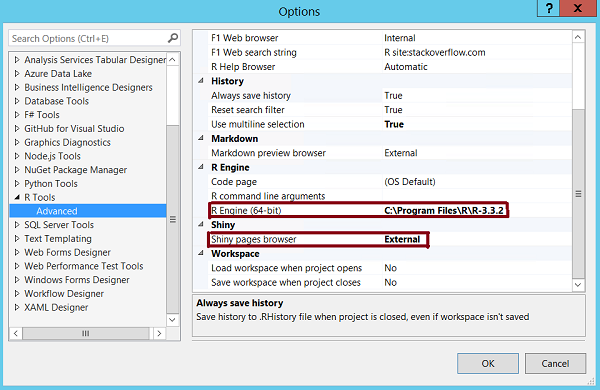 Options
?
Search Options (Ctrl+E)
Analysis Services Tabular Designer
Azure Data Lake
Business Intelligence Designers
Database Tools
F# Tools
GitHub for Visual Studio
Graphics Diagnostics
Node.js Tools
NuGet Package Manager
Python Tools
R Tools
Advanced
SQL Server Tools
Text Templating
Web Forms Designer
Web Performance Test Tools
Windows Forms Designer
Workflow Designer
XAML Designer
F1 Web browser Internal
F1 Web search string R site:stackoverflow.com
R Help Browser Automatic
History
Always save history True
Reset search filter True
Use multiline selection True
Markdown
Markdown preview browser External
R Engine
Code page (OS Default)
R command line arguments
R Engine (64-bit) C:\Program Files\R\R-3.3.2
Shiny
Shiny pages browser External
Workspace
Load workspace when project opens No
Save workspace when project closes No
Always save history
Save history to .RHistory file when project is closed, even if workspace isn't saved
OK Cancel